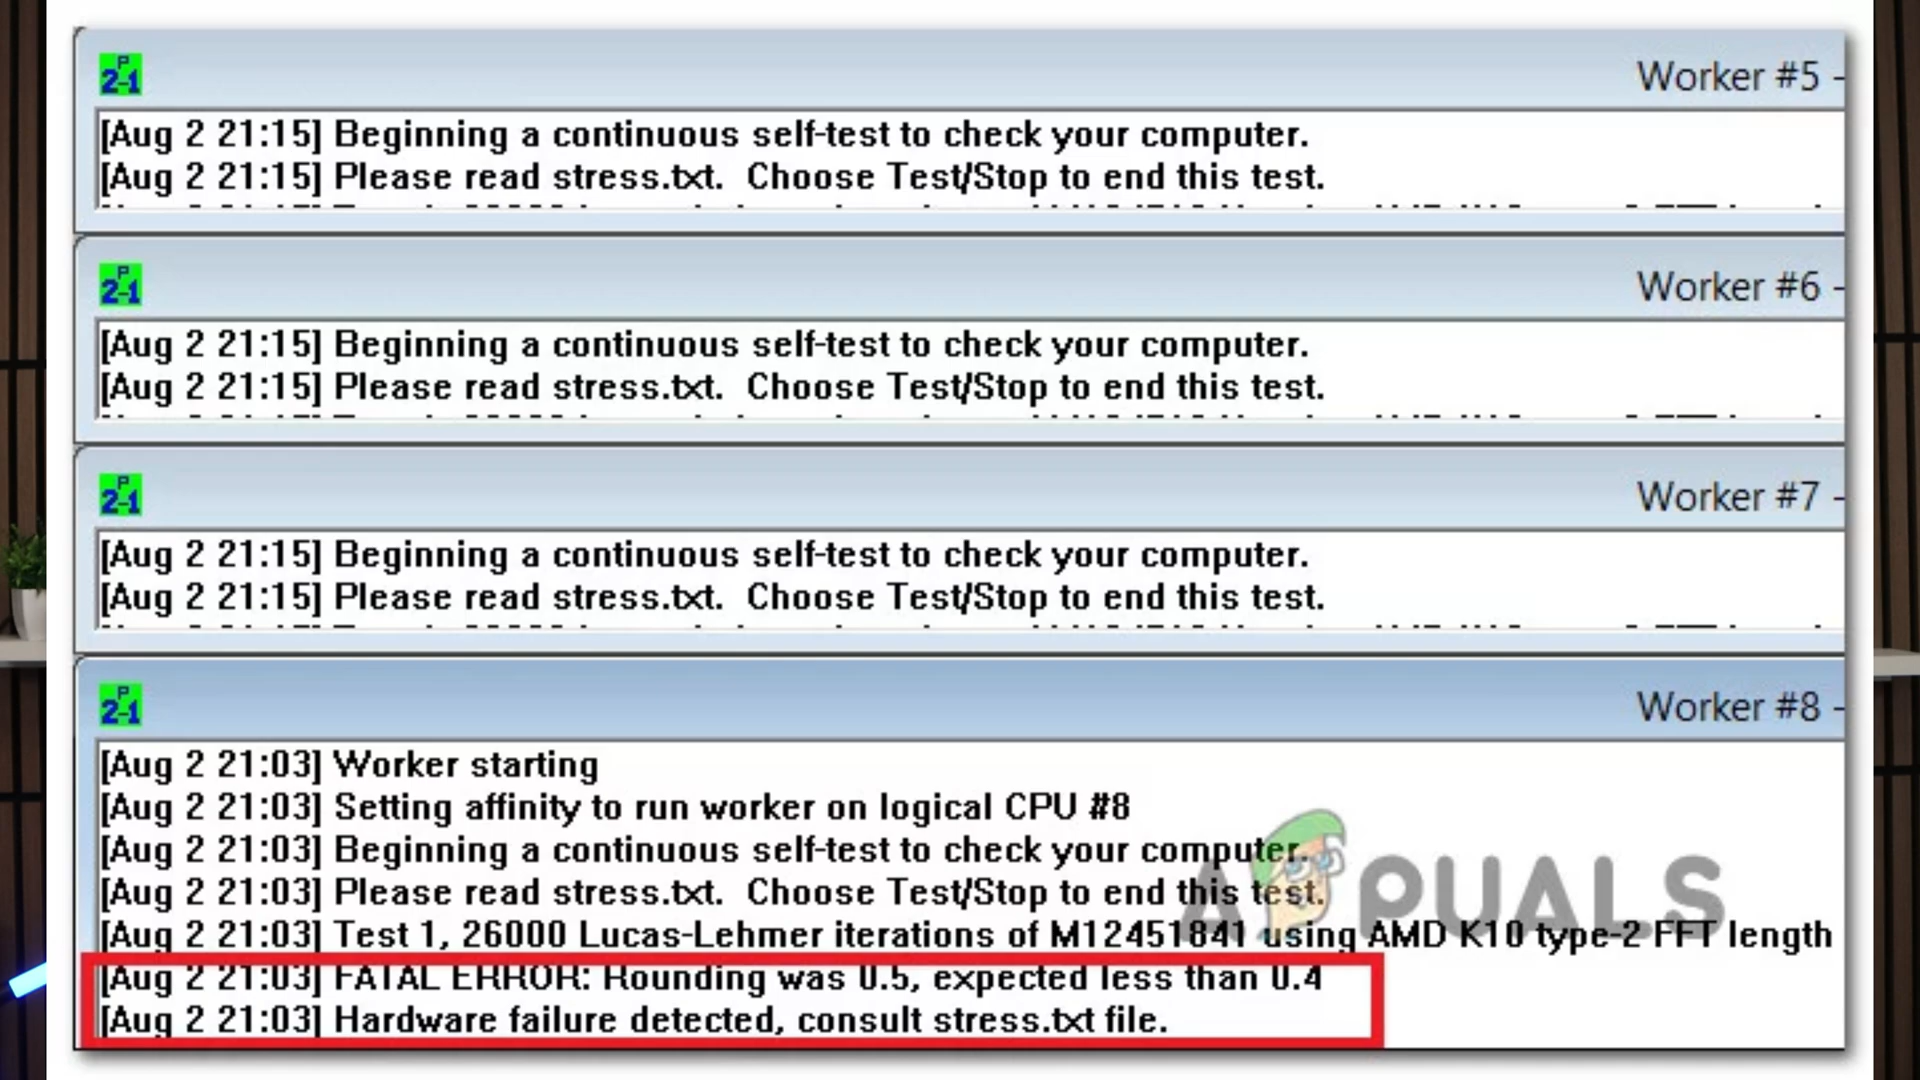 P
2-1
Worker #5 -
[Aug 2 21:15] Beginning a continuous self-test to check your computer.
[Aug 2 21:15] Please read stress.txt.  Choose Test/Stop to end this test.
P
2-1
Worker #6 -
[Aug 2 21:15] Beginning a continuous self-test to check your computer.
[Aug 2 21:15] Please read stress.txt.  Choose Test/Stop to end this test.
P
2-1
Worker #7 -
[Aug 2 21:15] Beginning a continuous self-test to check your computer.
[Aug 2 21:15] Please read stress.txt.  Choose Test/Stop to end this test.
P
2-1
Worker #8 -
[Aug 2 21:03] Worker starting
[Aug 2 21:03] Setting affinity to run worker on logical CPU #8
[Aug 2 21:03] Beginning a continuous self-test to check your computer.
[Aug 2 21:03] Please read stress.txt.  Choose Test/Stop to end this test.
[Aug 2 21:03] Test 1, 26000 Lucas-Lehmer iterations of M12451841 using AMD K10 type-2 FFT length
[Aug 2 21:03] FATAL ERROR: Rounding was 0.5, expected less than 0.4
[Aug 2 21:03] Hardware failure detected, consult stress.txt file.
A PUALS